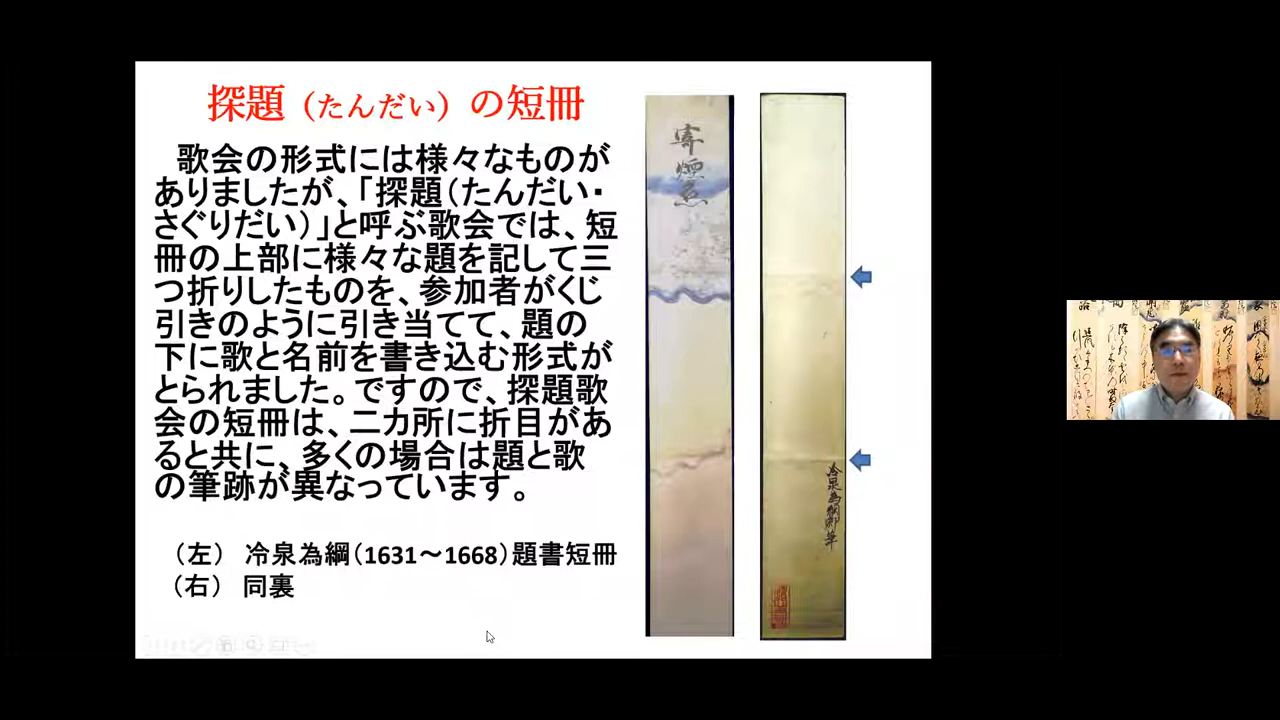 探題（たんだい）の短冊
歌会の形式には様々なものが
ありましたが、「探題（たんだい・
さぐりだい）」と呼ぶ歌会では、短
冊の上部に様々な題を記して三
つ折りしたものを、参加者がくじ
引きのように引き当てて、題の
下に歌と名前を書き込む形式が
とられました。ですので、探題歌
会の短冊は、二カ所に折目があ
ると共に、多くの場合は題と歌
の筆跡が異なっています。
（左） 冷泉為綱（1631～1668）題書短冊
（右） 同裏
寄煙恋
冷泉為綱卿筆